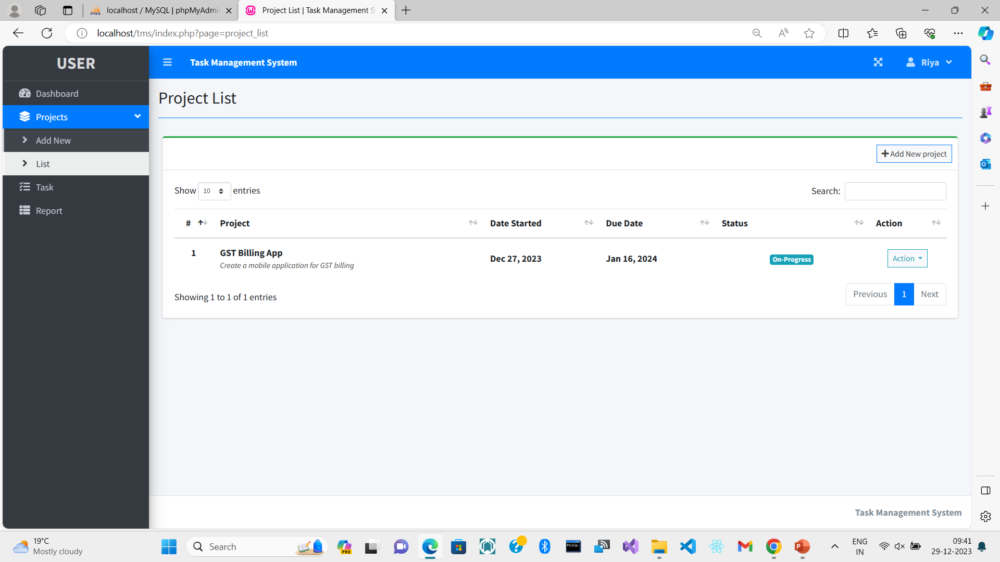 localhost / MySQL | phpMyAdmi
Project List | Task Management S
localhost/tms/index.php?page=project_list
USER
Task Management System
Riya
Dashboard
Projects
Add New
List
Task
Report
Project List
Add New project
Show 10 entries
Search:
# Project Date Started Due Date Status Action
1 GST Billing App Dec 27, 2023 Jan 16, 2024 On-Progress Action
Create a mobile application for GST billing
Showing 1 to 1 of 1 entries
Previous 1 Next
Task Management System
19°C
Mostly cloudy
Search
PRE
MySQL
ENG
IN
09:41
29-12-2023